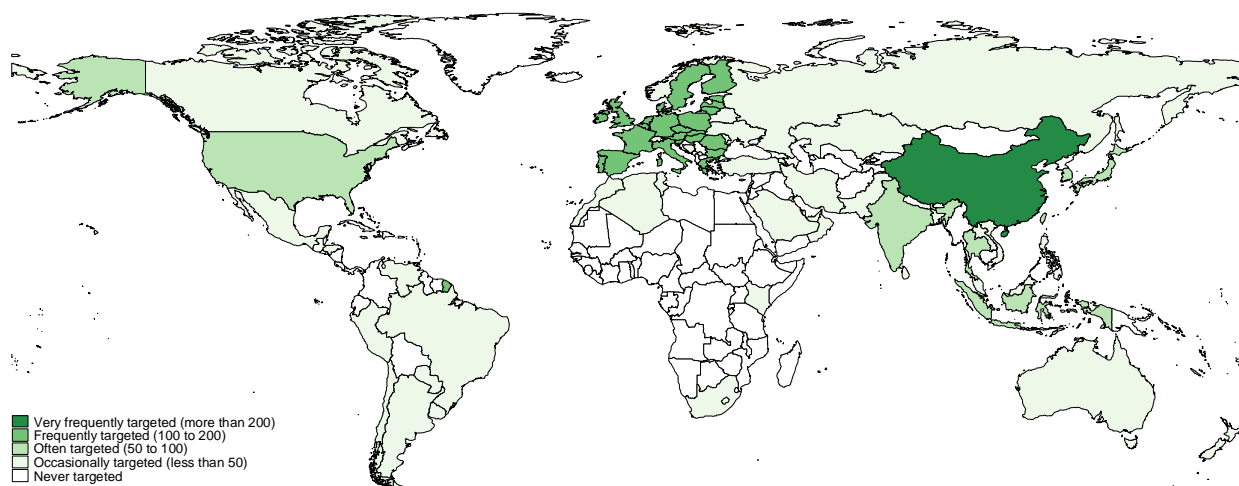 Very frequently targeted (more than 200)
Frequently targeted (100 to 200)
Often targeted (50 to 100)
Occasionally targeted (less than 50)
Never targeted